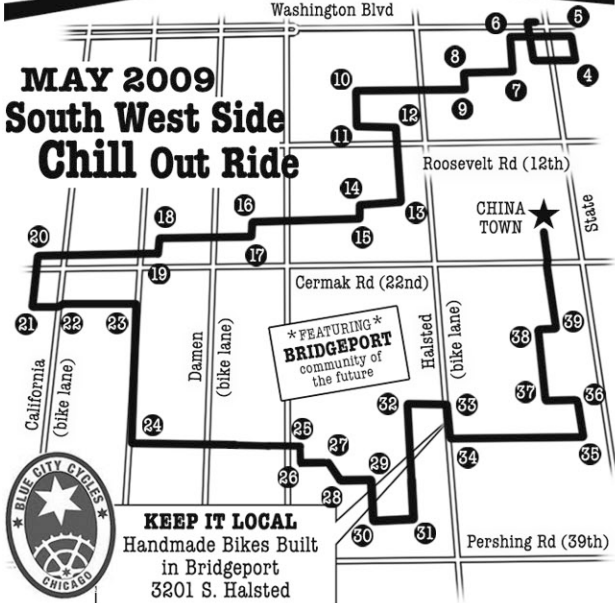 Washington Blvd
MAY 2009
South West Side
Chill Out Ride
6
5
8
4
10
7
9
12
11
Roosevelt Rd (12th)
14
13
CHINA
TOWN
State
16
15
18
17
20
19
Cermak Rd (22nd)
21
22
23
California
(bike lane)
Damen
(bike lane)
*FEATURING*
BRIDGEPORT
community of
the future
Halsted
(bike lane)
38
39
37
36
32
33
24
25
27
26
29
28
34
35
30
31
BLUE CITY CYCLES
CHICAGO
KEEP IT LOCAL
Handmade Bikes Built
in Bridgeport
3201 S. Halsted
Pershing Rd (39th)